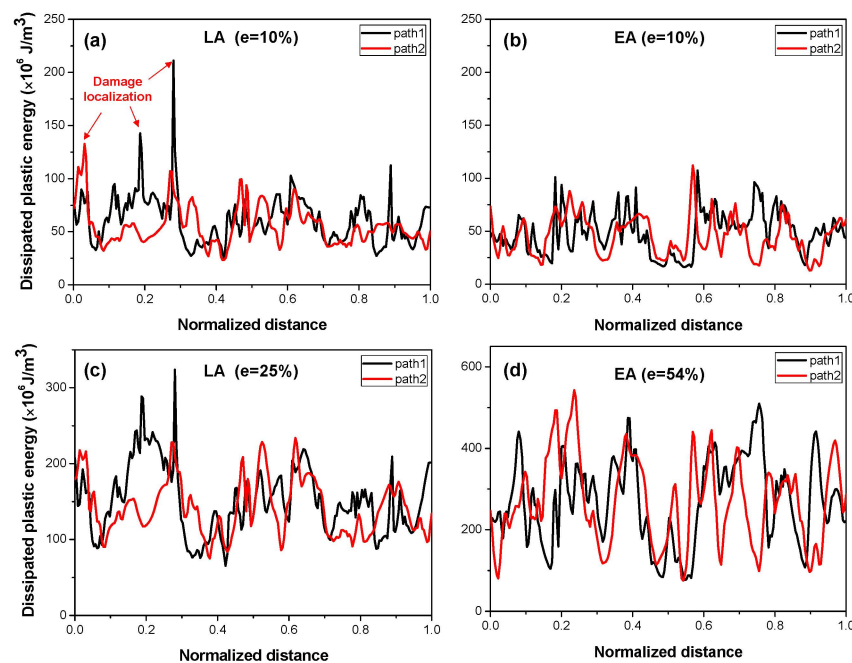 (a)
LA (e=10%)
path1
path2
Damage
localization
Dissipated plastic energy (×10⁶ J/m³)
250
200
150
100
50
0
0.0 0.2 0.4 0.6 0.8 1.0
Normalized distance
(b)
EA (e=10%)
path1
path2
250
200
150
100
50
0
0.0 0.2 0.4 0.6 0.8 1.0
Normalized distance
(c)
LA (e=25%)
path1
path2
Dissipated plastic energy (×10⁶ J/m³)
300
200
100
0
0.0 0.2 0.4 0.6 0.8 1.0
Normalized distance
(d)
EA (e=54%)
path1
path2
600
400
200
0
0.0 0.2 0.4 0.6 0.8 1.0
Normalized distance